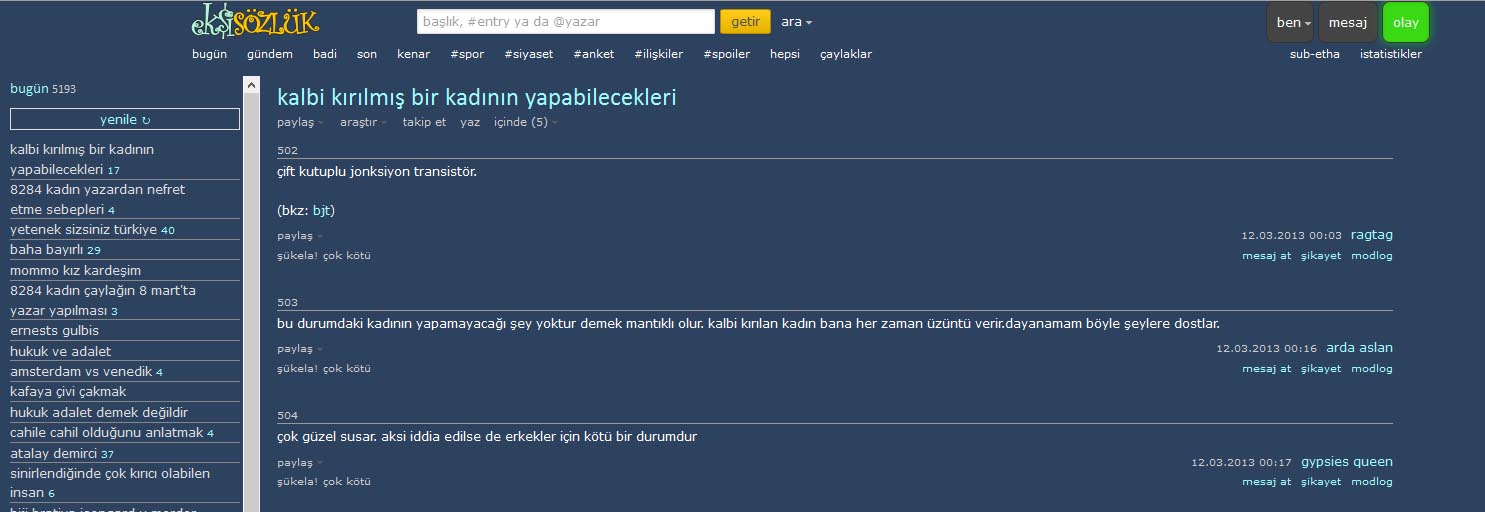 ekşi SÖZLÜK
başlık, #entry ya da @yazar
getir
ara
ben
mesaj
olay
bugün gündem badi son kenar #spor #siyaset #anket #ilişkiler #spoiler hepsi çaylaklar
sub-etha istatistikler
bugün 5193
yenile
kalbi kırılmış bir kadının
yapabilecekleri 17
8284 kadın yazardan nefret
etme sebepleri 4
yetenek sizsiniz türkiye 40
baha bayırlı 29
mommo kız kardeşim
8284 kadın çaylağın 8 mart'ta
yazar yapılması 3
ernests gulbis
hukuk ve adalet
amsterdam vs venedik 4
kafaya çivi çakmak
hukuk adalet demek değildir
cahile cahil olduğunu anlatmak 4
atalay demirci 37
sinirlendiğinde çok kırıcı olabilen
insan 6
kalbi kırılmış bir kadının yapabilecekleri
paylaş araştır takip et yaz içinde (5)
502
çift kutuplu jonksiyon transistör.
(bkz: bjt)
paylaş 12.03.2013 00:03 ragtag
şükela! çok kötü mesaj at şikayet modlog
503
bu durumdaki kadının yapamayacağı şey yoktur demek mantıklı olur. kalbi kırılan kadın bana her zaman üzüntü verir.dayanamam böyle şeylere dostlar.
paylaş 12.03.2013 00:16 arda aslan
şükela! çok kötü mesaj at şikayet modlog
504
çok güzel susar. aksi iddia edilse de erkekler için kötü bir durumdur
paylaş 12.03.2013 00:17 gypsies queen
şükela! çok kötü mesaj at şikayet modlog